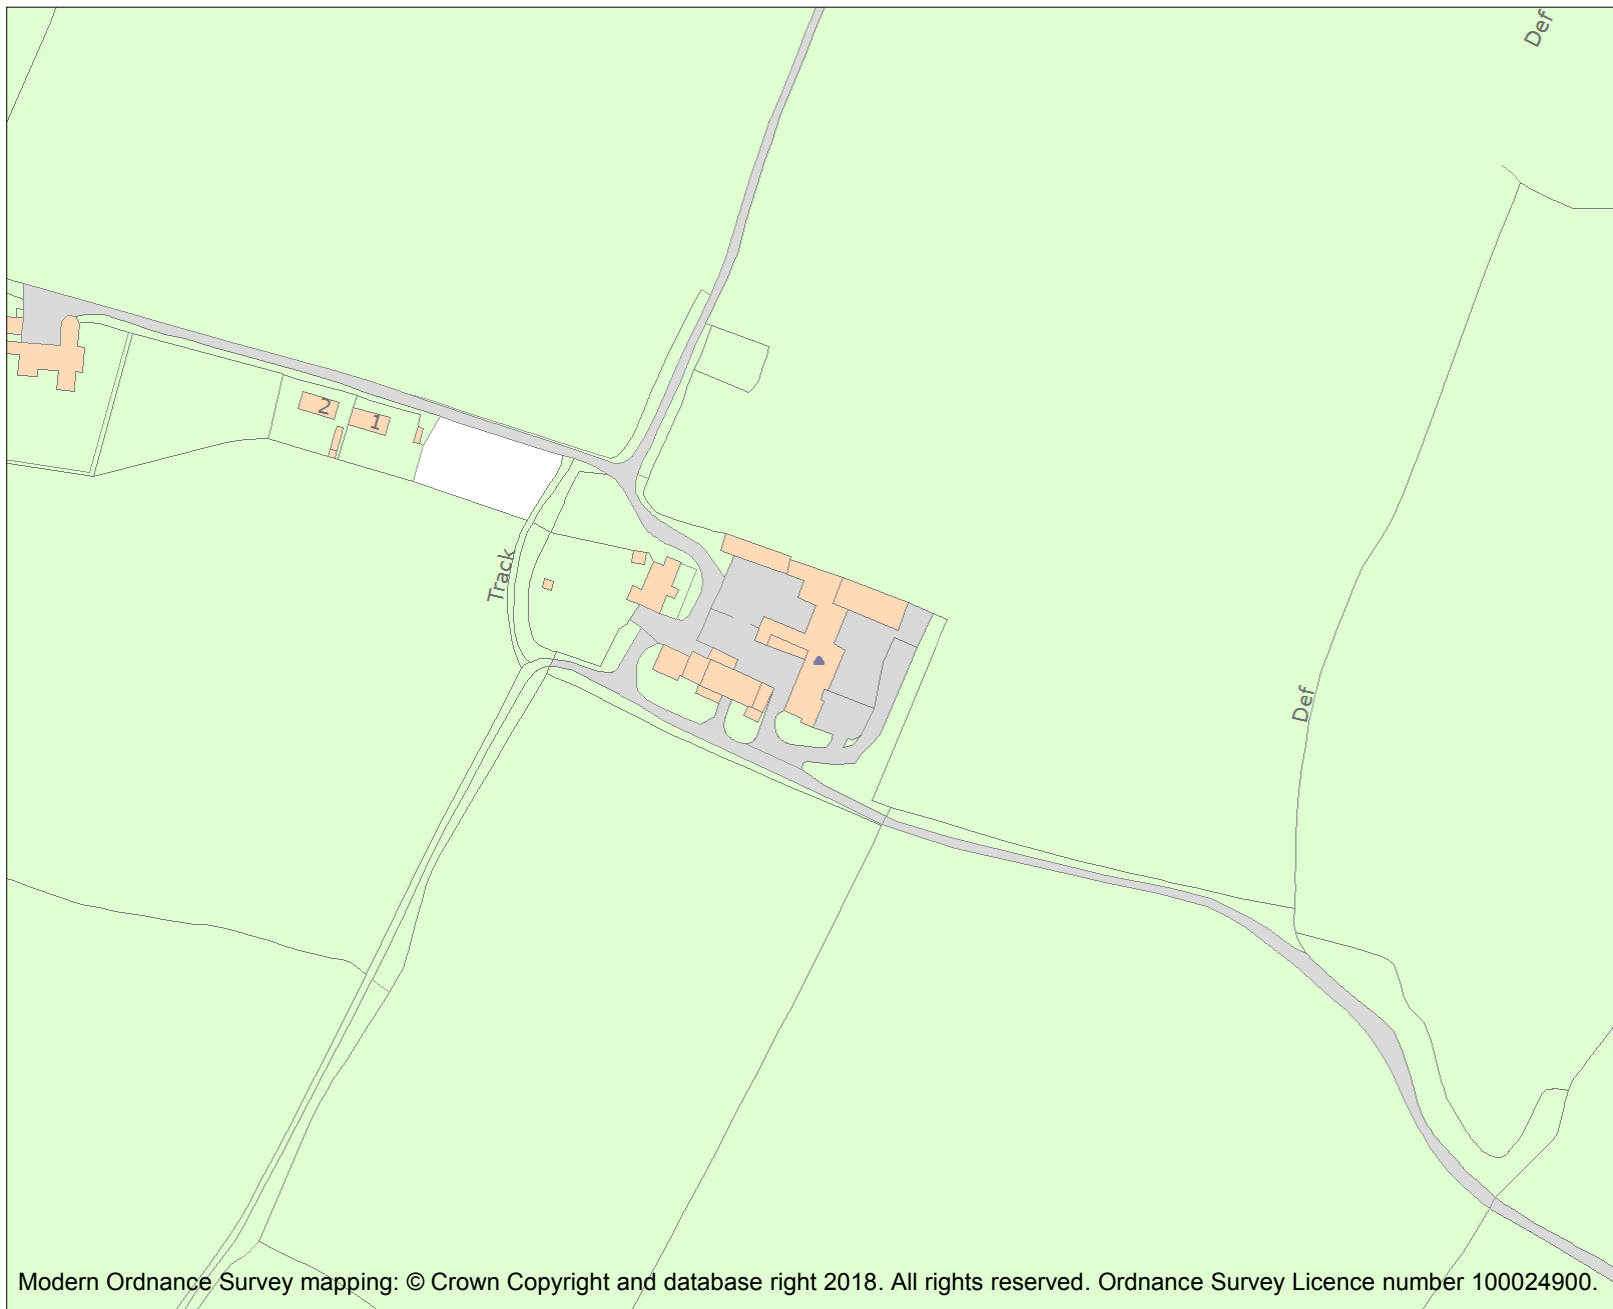 Def
2
1
Track
Def
Modern Ordnance Survey mapping: © Crown Copyright and database right 2018. All rights reserved. Ordnance Survey Licence number 100024900.